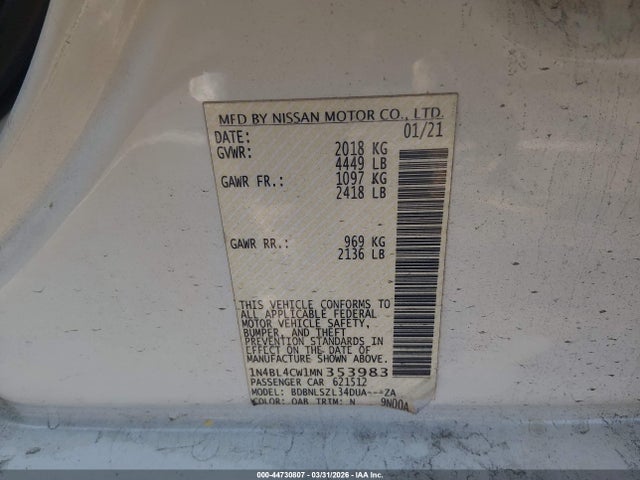 MFD BY NISSAN MOTOR CO., LTD.
DATE: 01/21
GVWR: 2018 KG
4449 LB
GAWR FR.: 1097 KG
2418 LB
GAWR RR.: 969 KG
2136 LB
THIS VEHICLE CONFORMS TO
ALL APPLICABLE FEDERAL
MOTOR VEHICLE SAFETY,
BUMPER, AND THEFT
PREVENTION STANDARDS IN
EFFECT ON THE DATE OF
MANUFACTURE SHOWN ABOVE.
1N4BL4CW1MN353983
PASSENGER CAR 621512
MODEL: BDBNLSZL34DUA---ZA
COLOR: QAB TRIM: N 9N00A
000-44730807 - 03/31/2026 - IAA Inc.